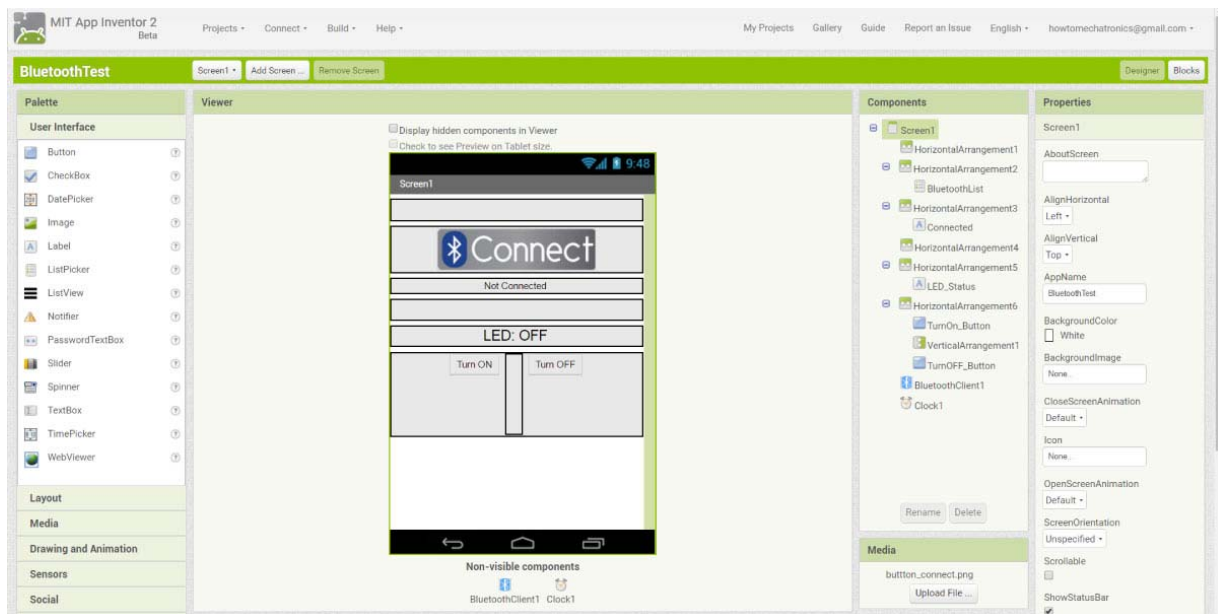 MIT App Inventor 2
Beta
Projects
Connect
Build
Help
My Projects
Gallery
Guide
Report an Issue
English
howtomechatronics@gmail.com
BluetoothTest
Screen1
Add Screen ...
Remove Screen
Designer
Blocks
Palette
User Interface
Button
CheckBox
DatePicker
Image
Label
ListPicker
ListView
Notifier
PasswordTextBox
Slider
Spinner
TextBox
TimePicker
WebViewer
Layout
Media
Drawing and Animation
Sensors
Social
Viewer
Display hidden components in Viewer
Check to see Preview on Tablet size.
9:48
Screen1
Connect
Not Connected
LED: OFF
Turn ON
Turn OFF
Non-visible components
BluetoothClient1
Clock1
Components
Screen1
HorizontalArrangement1
HorizontalArrangement2
BluetoothList
HorizontalArrangement3
Connected
HorizontalArrangement4
HorizontalArrangement5
LED_Status
HorizontalArrangement6
TurnOn_Button
VerticalArrangement1
TurnOFF_Button
BluetoothClient1
Clock1
Rename
Delete
Media
buttton_connect.png
Upload File ...
Properties
Screen1
AboutScreen
AlignHorizontal
Left
AlignVertical
Top
AppName
BluetoothTest
BackgroundColor
White
BackgroundImage
None...
CloseScreenAnimation
Default
Icon
None...
OpenScreenAnimation
Default
ScreenOrientation
Unspecified
Scrollable
ShowStatusBar